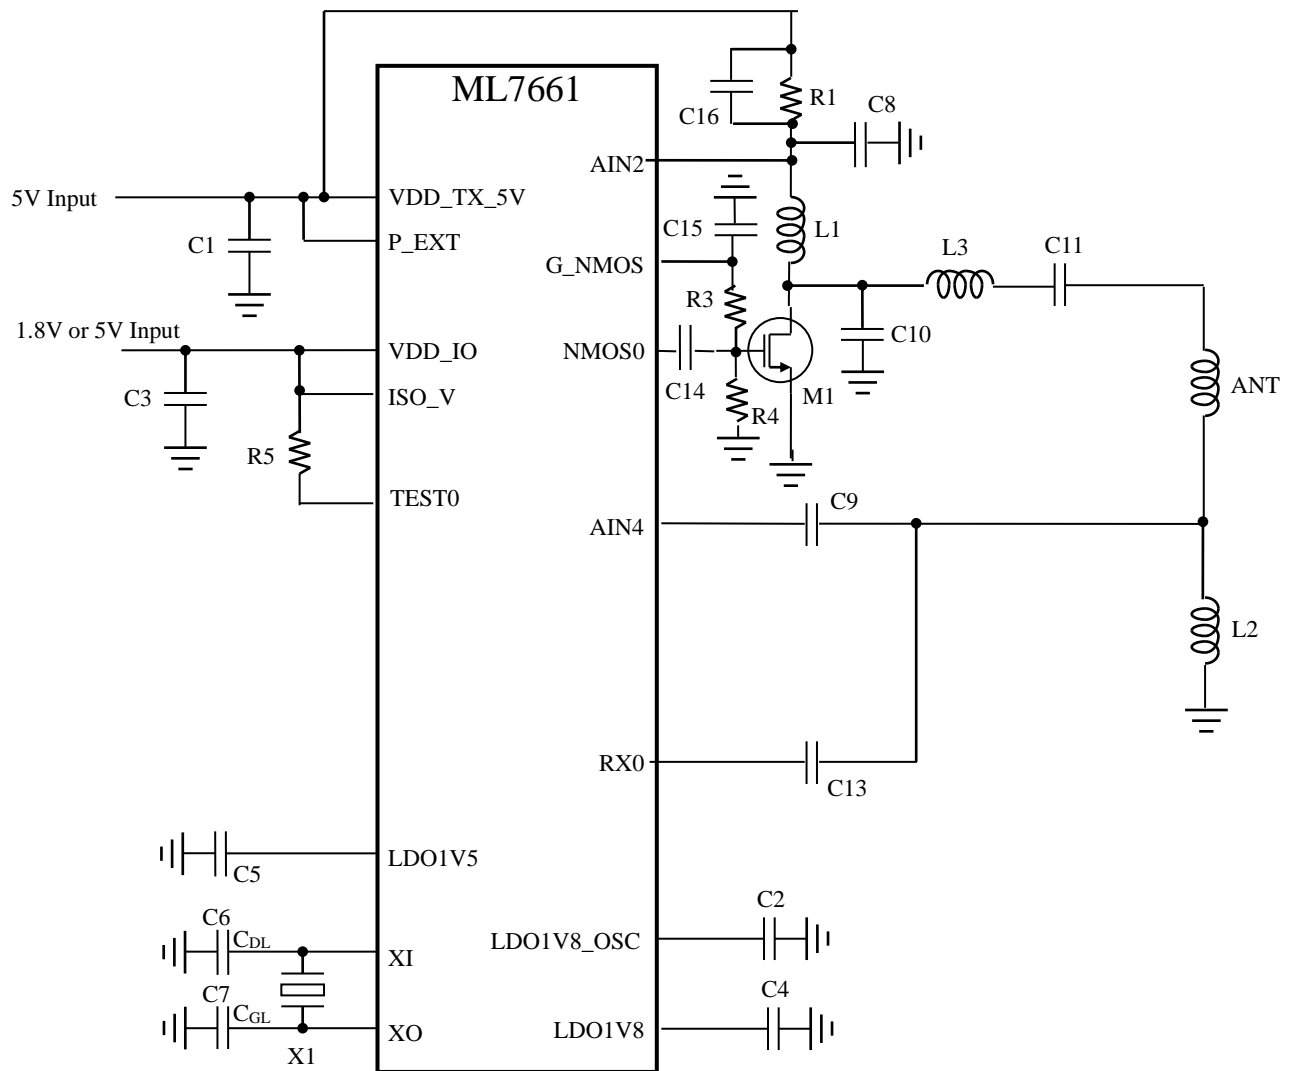 ML7661
C16
R1
C8
AIN2
5V Input
VDD_TX_5V
C1
P_EXT
C15
L1
G_NMOS
L3
C11
R3
1.8V or 5V Input
VDD_IO
NMOS0
C10
C3
ISO_V
C14
M1
ANT
R4
R5
TEST0
C9
AIN4
L2
RX0
C13
LDO1V5
C5
C2
C6
CDL
LDO1V8_OSC
XI
C7
CGL
C4
XO
LDO1V8
X1